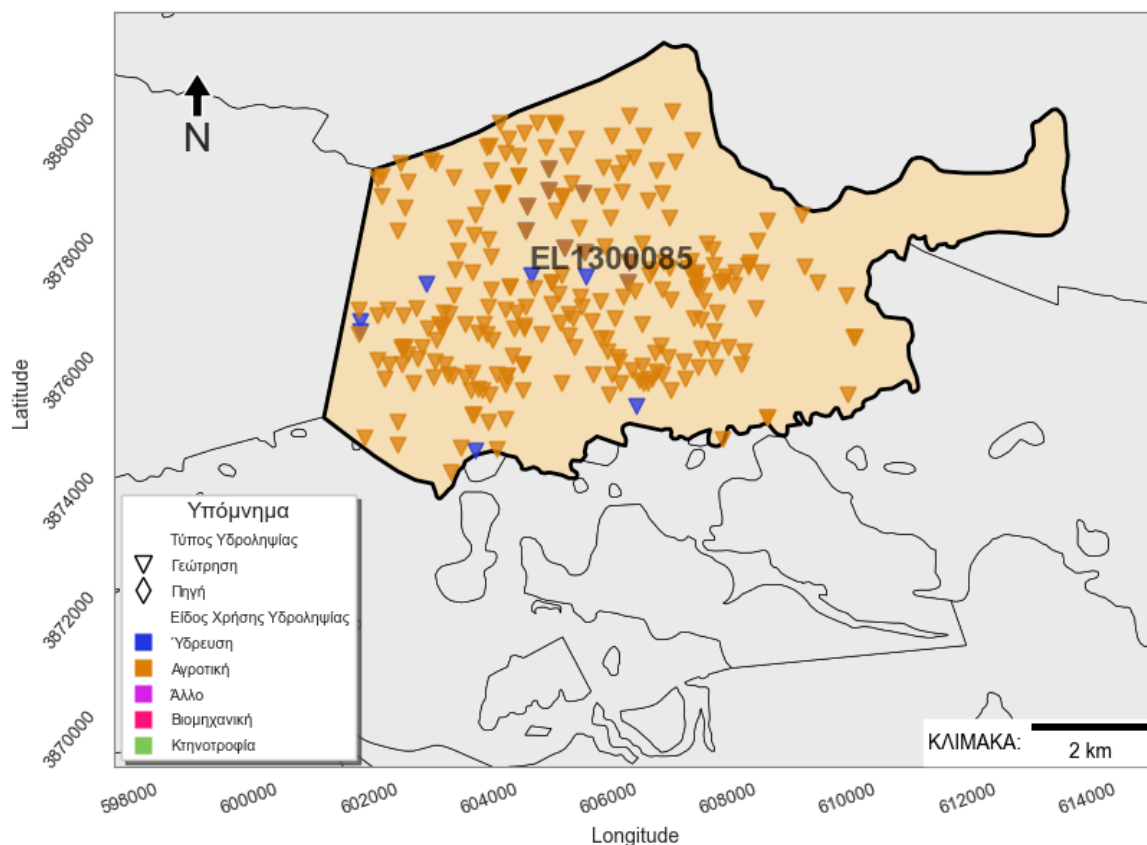 N
EL1300085
Latitude
3880000
3878000
3876000
3874000
3872000
3870000
Υπόμνημα
Τύπος Υδροληψίας
Γεώτρηση
Πηγή
Είδος Χρήσης Υδροληψίας
Ύδρευση
Αγροτική
Άλλο
Βιομηχανική
Κτηνοτροφία
ΚΛΙΜΑΚΑ:
2 km
598000
600000
602000
604000
606000
608000
610000
612000
614000
Longitude